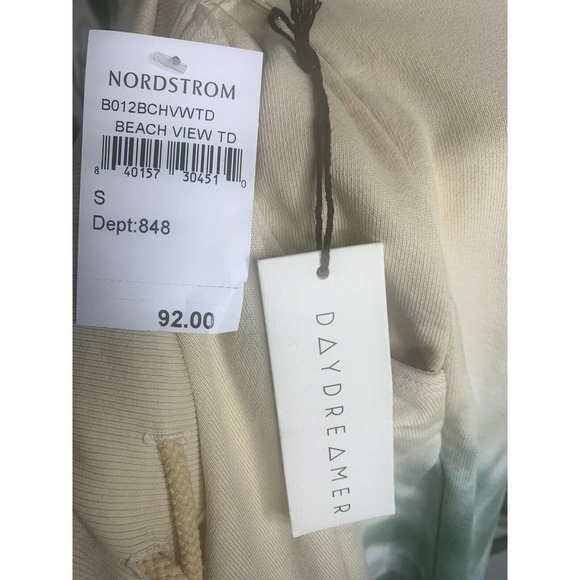 NORDSTROM
B012BCHVWTD
BEACH VIEW TD
8 40157 30451 0
S
Dept:848
92.00
DAYDREAMER